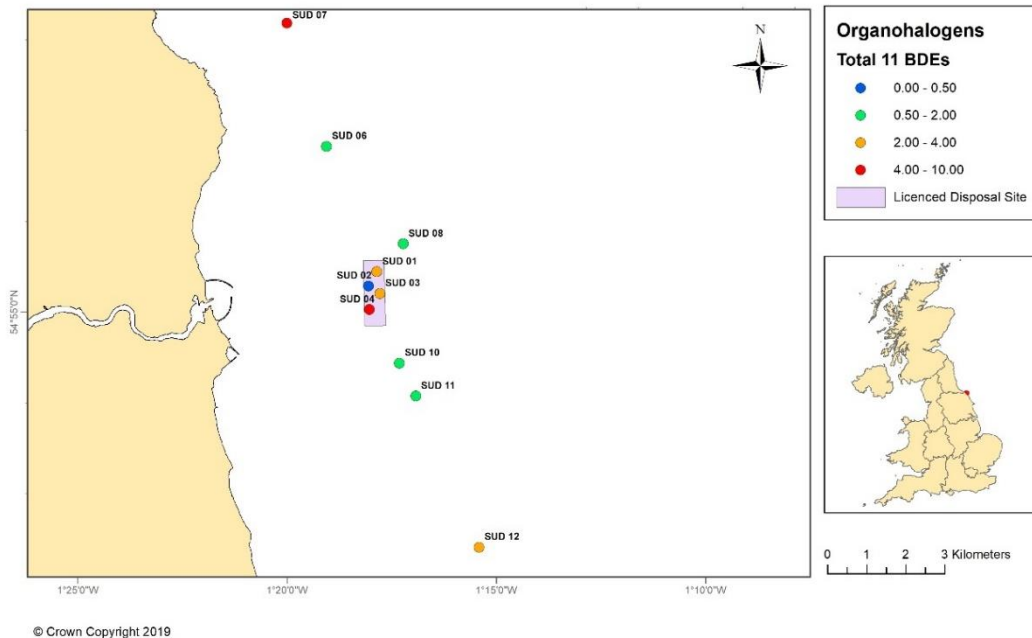 SUD 07
N
SUD 06
SUD 08
SUD 01
SUD 02
SUD 03
SUD 04
SUD 10
SUD 11
SUD 12
54°55'0"N
1°25'0"W
1°20'0"W
1°15'0"W
1°10'0"W
Organohalogens
Total 11 BDEs
0.00 - 0.50
0.50 - 2.00
2.00 - 4.00
4.00 - 10.00
Licenced Disposal Site
0 1 2 3 Kilometers
© Crown Copyright 2019